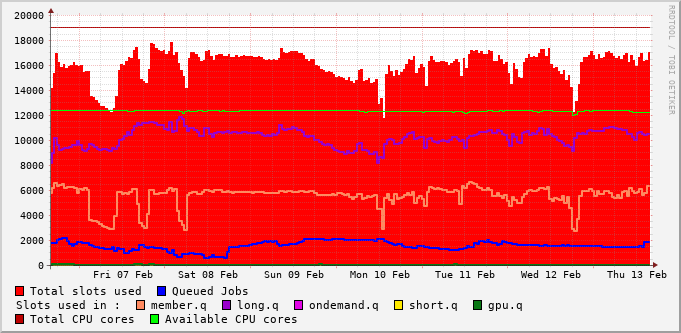 20000
18000
16000
14000
12000
10000
8000
6000
4000
2000
0
Fri 07 Feb Sat 08 Feb Sun 09 Feb Mon 10 Feb Tue 11 Feb Wed 12 Feb Thu 13 Feb
Total slots used Queued Jobs
Slots used in : member.q long.q ondemand.q short.q gpu.q
Total CPU cores Available CPU cores
RRDTOOL / TOBI OETIKER